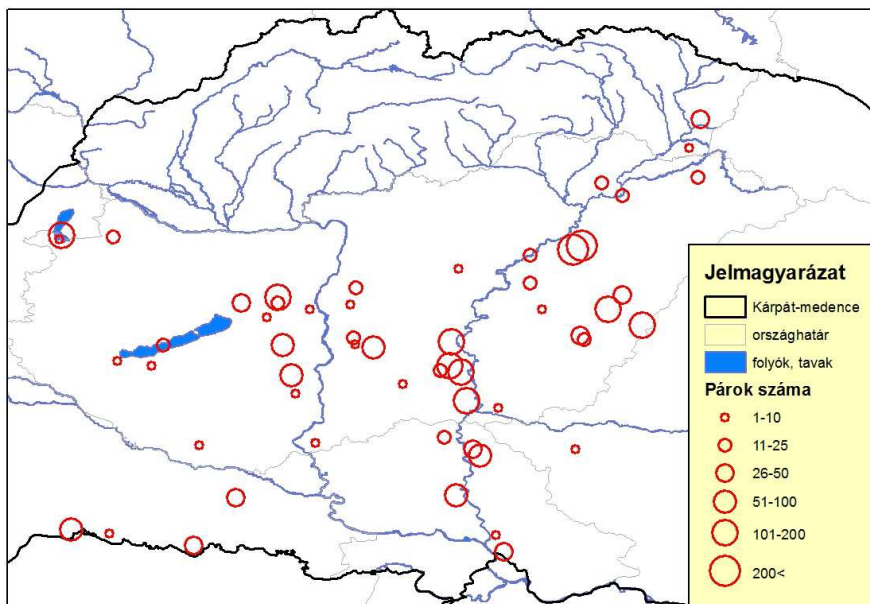 Jelmagyarázat
Kárpát-medence
országhatár
folyók, tavak
Párok száma
1-10
11-25
26-50
51-100
101-200
200<